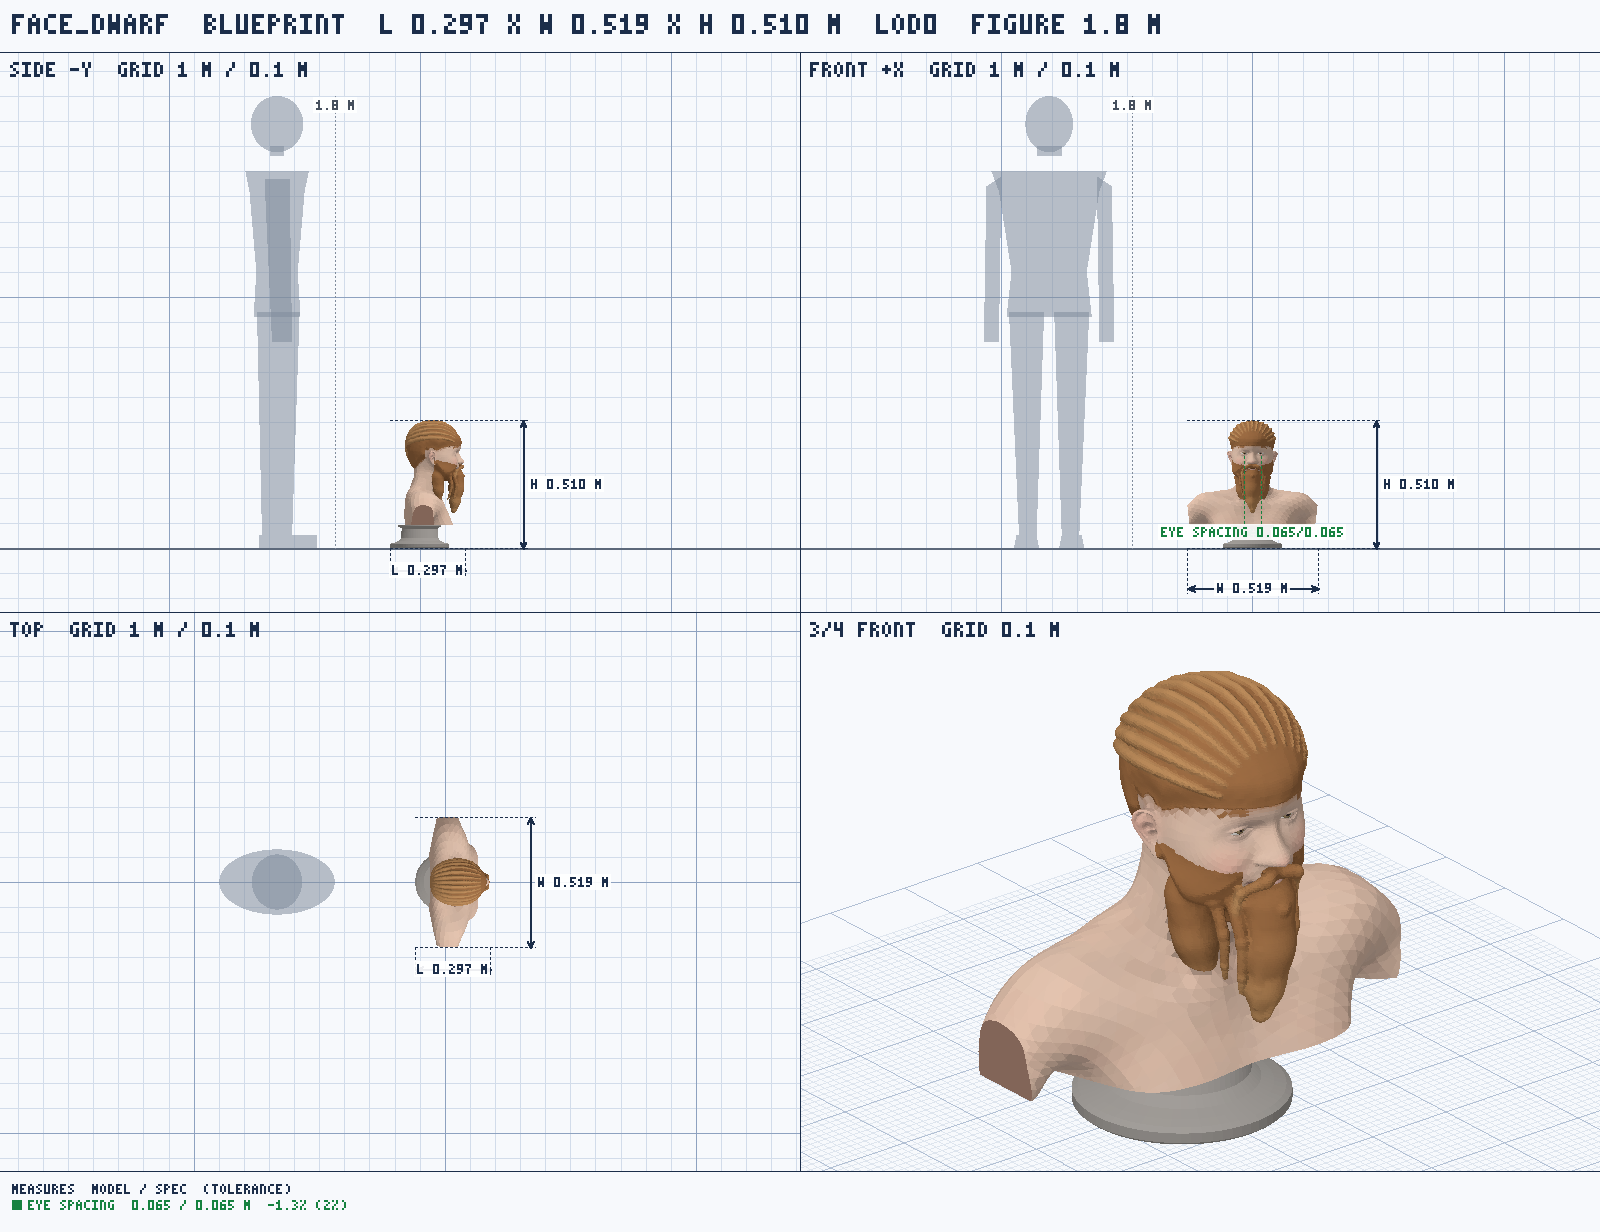 FACE_DWARF BLUEPRINT L 0.297 X W 0.519 X H 0.510 M LOD0 FIGURE 1.8 M
SIDE -Y GRID 1 M / 0.1 M
1.8 M
H 0.510 M
L 0.297 M
FRONT +X GRID 1 M / 0.1 M
1.8 M
H 0.510 M
EYE SPACING 0.065/0.065
W 0.519 M
TOP GRID 1 M / 0.1 M
W 0.519 M
L 0.297 M
3/4 FRONT GRID 0.1 M
MEASURES MODEL / SPEC (TOLERANCE)
EYE SPACING 0.065 / 0.065 M -1.3% (2%)